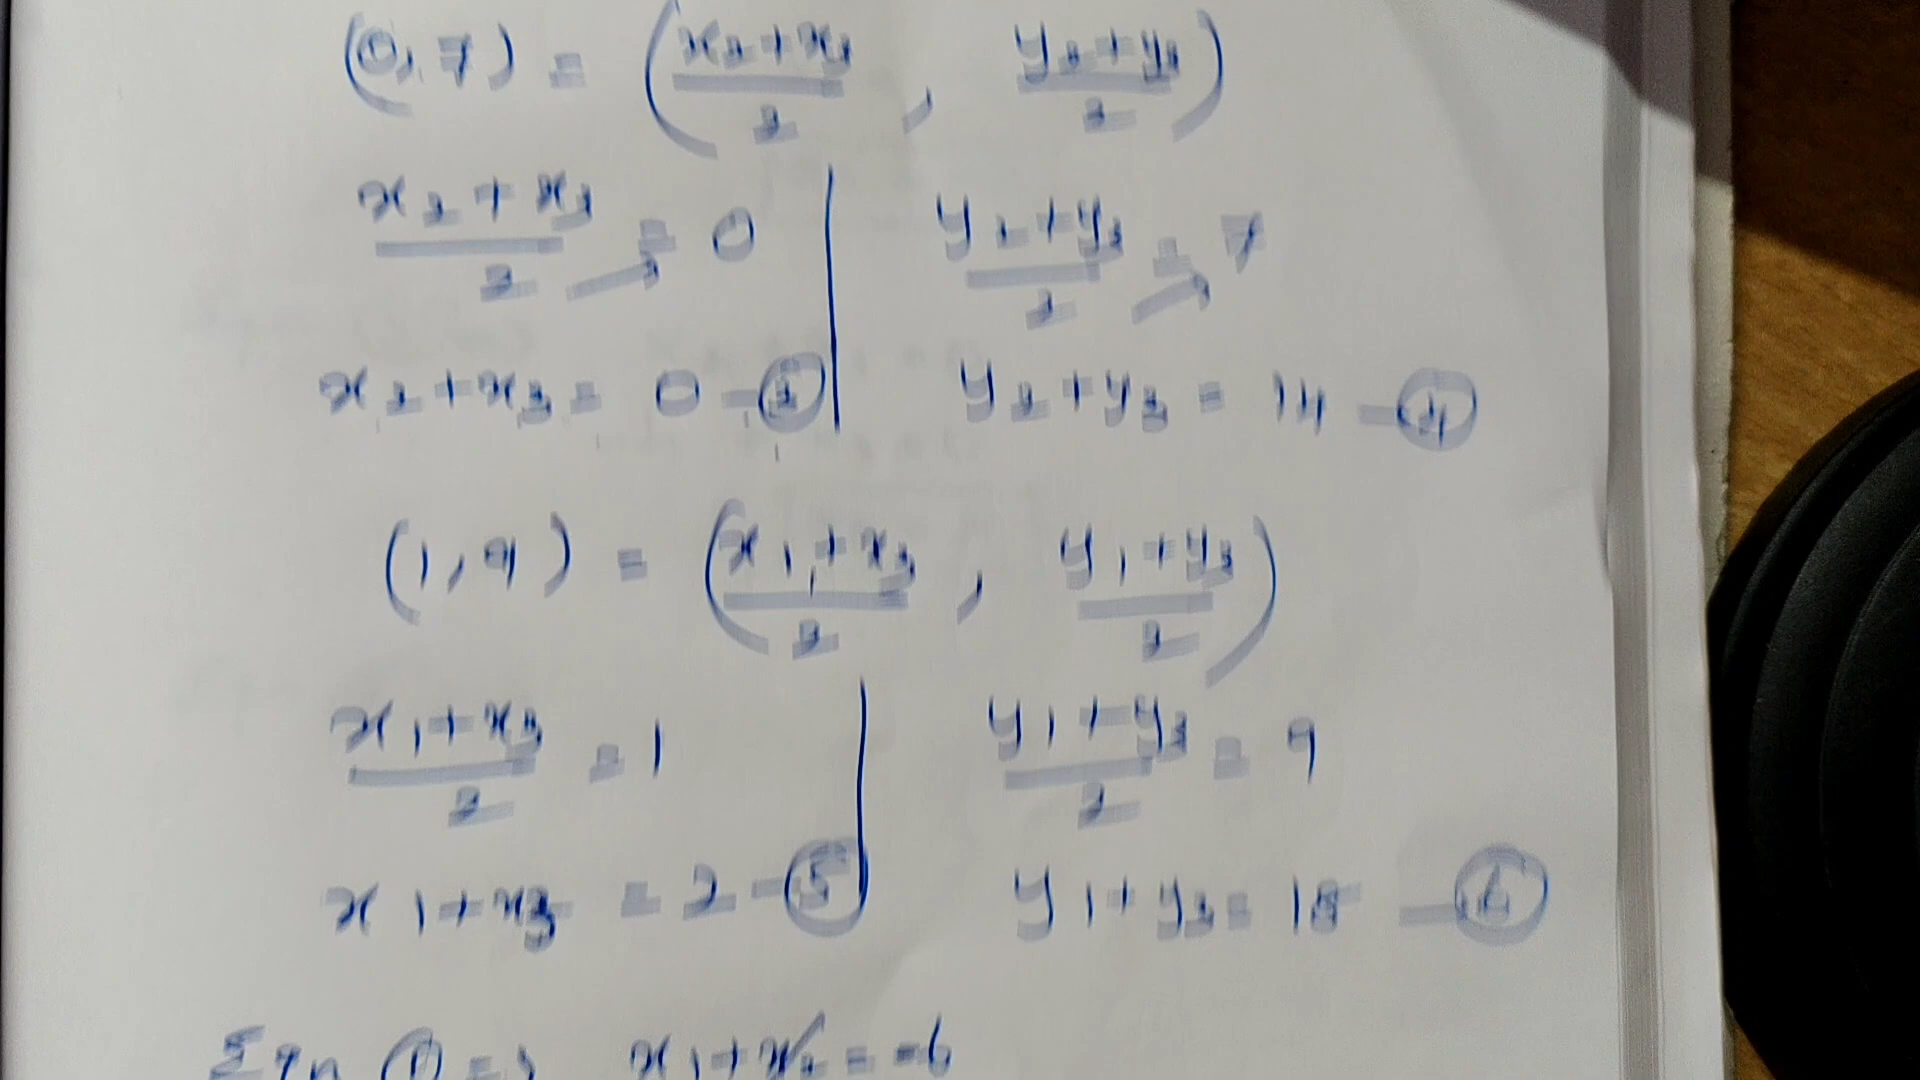 (0, 7) = ( x₂+x₃ / 2 , y₂+y₃ / 2 )
x₂+x₃ / 2 = 0 | y₂+y₃ / 2 = 7
x₂+x₃ = 0 -③ | y₂+y₃ = 14 -④
(1, 9) = ( x₁+x₃ / 2 , y₁+y₃ / 2 )
x₁+x₃ / 2 = 1 | y₁+y₃ / 2 = 9
x₁+x₃ = 2 -⑤ | y₁+y₃ = 18 -⑥
Eqn ① => x₁+x₂ = -6